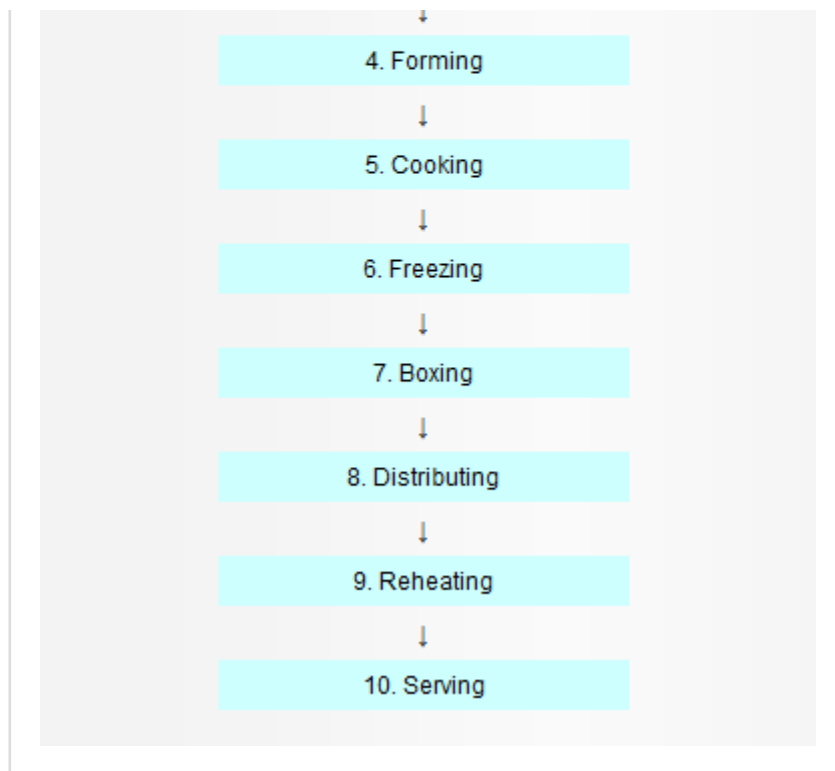 ↓
4. Forming
↓
5. Cooking
↓
6. Freezing
↓
7. Boxing
↓
8. Distributing
↓
9. Reheating
↓
10. Serving